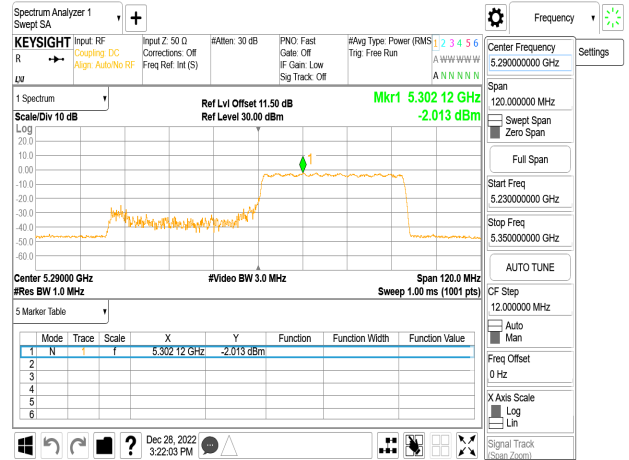 Spectrum Analyzer 1
Swept SA
Frequency
KEYSIGHT
R
Input: RF
Coupling: DC
Align: Auto/No RF
Input Z: 50 Ω
Corrections: Off
Freq Ref: Int (S)
#Atten: 30 dB
PNO: Fast
Gate: Off
IF Gain: Low
Sig Track: Off
#Avg Type: Power (RMS
Trig: Free Run
1 2 3 4 5 6
A W W W W W
A N N N N N
1 Spectrum
Scale/Div 10 dB
Ref Lvl Offset 11.50 dB
Ref Level 30.00 dBm
Mkr1 5.302 12 GHz
-2.013 dBm
Log
20.0
10.0
0.00
-10.0
-20.0
-30.0
-40.0
-50.0
-60.0
1
Center 5.29000 GHz
#Res BW 1.0 MHz
#Video BW 3.0 MHz
Span 120.0 MHz
Sweep 1.00 ms (1001 pts)
5 Marker Table
Mode Trace Scale X Y Function Function Width Function Value
1 N 1 f 5.302 12 GHz -2.013 dBm
2
3
4
5
6
Dec 28, 2022
3:22:03 PM
Center Frequency
5.290000000 GHz
Settings
Span
120.000000 MHz
Swept Span
Zero Span
Full Span
Start Freq
5.230000000 GHz
Stop Freq
5.350000000 GHz
AUTO TUNE
CF Step
12.000000 MHz
Auto
Man
Freq Offset
0 Hz
X Axis Scale
Log
Lin
Signal Track
(Span Zoom)